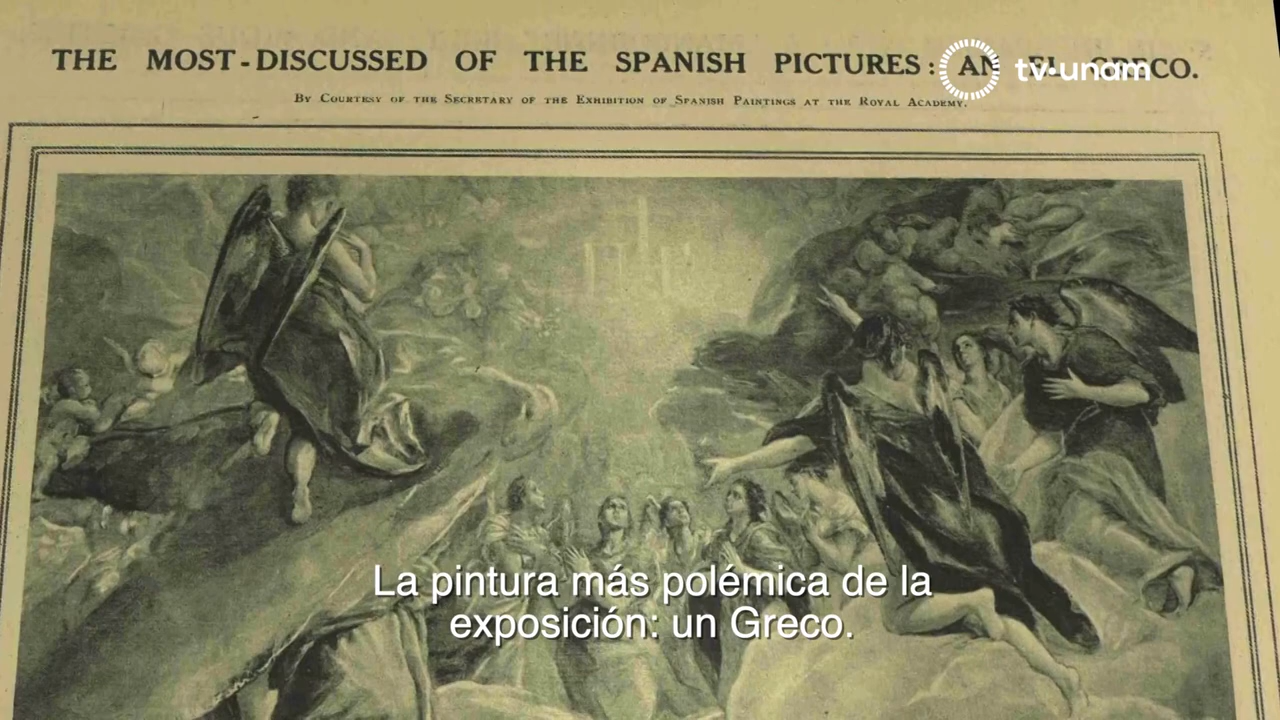 THE MOST-DISCUSSED OF THE SPANISH PICTURES: AN EL GRECO.
tv·unam
BY COURTESY OF THE SECRETARY OF THE EXHIBITION OF SPANISH PAINTINGS AT THE ROYAL ACADEMY.
La pintura más polémica de la
exposición: un Greco.